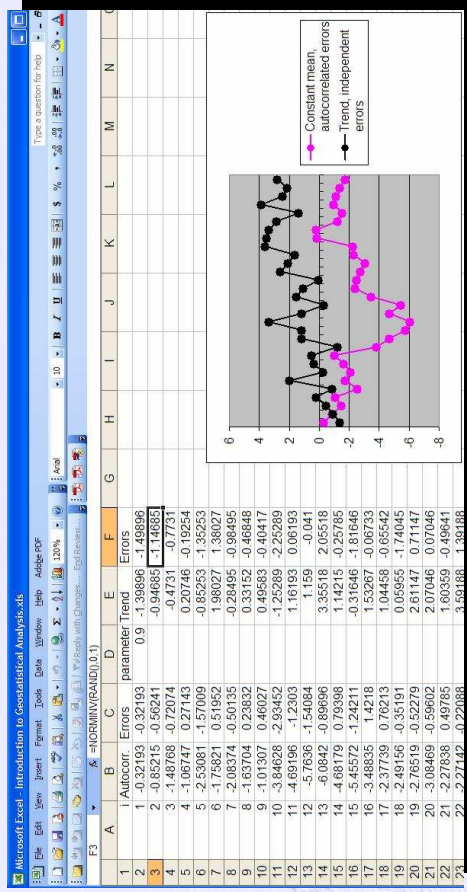 Microsoft Excel - Introduction to Geostatistical Analysis.xls
File Edit View Insert Format Tools Data Window Help Adobe PDF Type a question for help
Σ 120% Arial 10 B I U $ % ,
Reply with Changes... End Review...
F3 fx =NORMINV(RAND(),0,1)
A B C D E F G H I J K L M N
1 i Autocorr. Errors parameter Trend Errors
2 1 -0.32193 -0.32193 0.9 -1.39896 -1.49896
3 2 -0.85215 -0.56241 -0.94685 -1.14685
4 3 -1.48768 -0.72074 -0.4731 -0.7731
5 4 -1.06747 0.27143 0.20746 -0.19254
6 5 -2.53081 -1.57009 -0.85253 -1.35253
7 6 -1.75821 0.51952 1.98027 1.38027
8 7 -2.08374 -0.50135 -0.28495 -0.98495
9 8 -1.63704 0.23832 0.33152 -0.46848
10 9 -1.01307 0.46027 0.49583 -0.40417
11 10 -3.84628 -2.93452 -1.25289 -2.25289
12 11 -4.69196 -1.2303 1.16193 0.06193
13 12 -5.7636 -1.54084 1.159 -0.041
14 13 -6.0842 -0.89696 3.35518 2.05518
15 14 -4.68179 0.79398 1.14215 -0.25785
16 15 -5.45572 -1.24211 -0.31646 -1.81646
17 16 -3.48835 1.4218 1.53267 -0.06733
18 17 -2.37739 0.76213 1.04458 -0.65542
19 18 -2.49156 -0.35191 0.05955 -1.74045
20 19 -2.76519 -0.52279 2.61147 0.71147
21 20 -3.08469 -0.59602 2.07046 0.07046
22 21 -2.27838 0.49785 1.60359 -0.49641
23 22 -2.27142 -0.22088 3.59188 1.39188
6
4
2
0
-2
-4
-6
-8
Constant mean,
autocorrelated errors
Trend, independent
errors